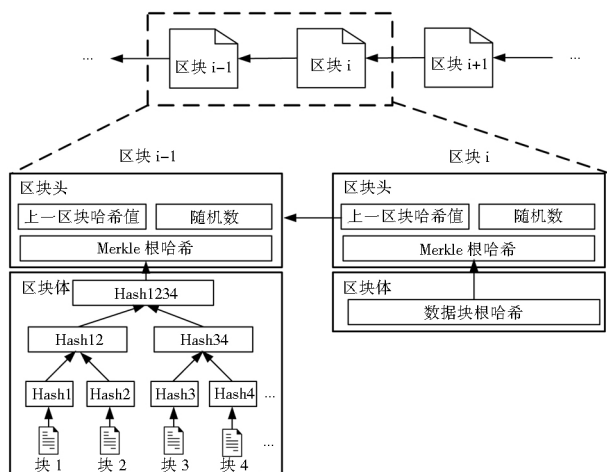 ... 区块 i-1 区块 i 区块 i+1 ...
区块 i-1 区块 i
区块头 区块头
上一区块哈希值 随机数 上一区块哈希值 随机数
Merkle 根哈希 Merkle 根哈希
区块体 区块体
Hash1234 数据块根哈希
Hash12 Hash34
Hash1 Hash2 Hash3 Hash4 ...
...
块 1 块 2 块 3 块 4